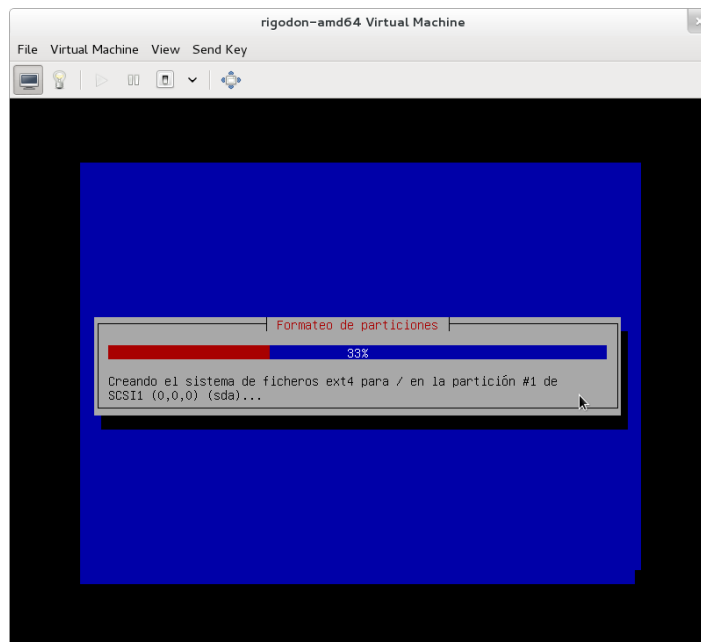 rigodon-amd64 Virtual Machine
File Virtual Machine View Send Key
Formateo de particiones
33%
Creando el sistema de ficheros ext4 para / en la partición #1 de
SCSI1 (0,0,0) (sda)...